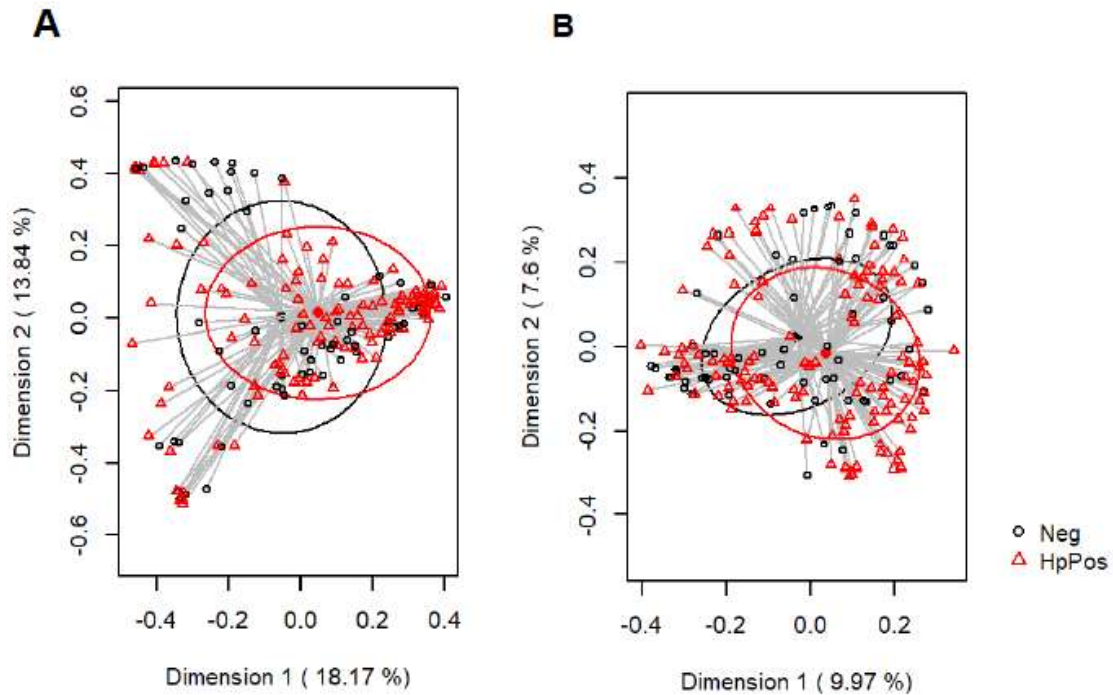 A
B
0.6
0.4
0.2
0.0
-0.2
-0.4
-0.6
Dimension 2 ( 13.84 %)
-0.4 -0.2 0.0 0.2 0.4
Dimension 1 ( 18.17 %)
0.4
0.2
0.0
-0.2
-0.4
Dimension 2 ( 7.6 %)
-0.4 -0.2 0.0 0.2
Dimension 1 ( 9.97 %)
Neg
HpPos